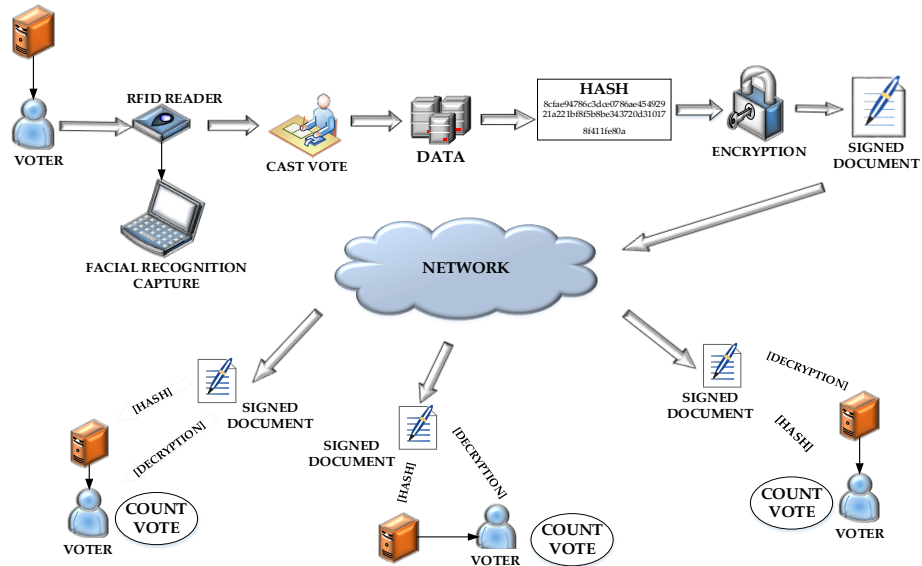 RFID READER
VOTER
FACIAL RECOGNITION
CAPTURE
CAST VOTE
DATA
HASH
8cfae94786c3dce0786ae454929
21a221bf8f5b8be343720d31017
8f411fe80a
ENCRYPTION
SIGNED
DOCUMENT
NETWORK
[HASH]
[DECRYPTION]
SIGNED
DOCUMENT
COUNT
VOTE
VOTER
SIGNED
DOCUMENT
[HASH]
[DECRYPTION]
VOTER
COUNT
VOTE
SIGNED
DOCUMENT
[DECRYPTION]
[HASH]
COUNT
VOTE
VOTER